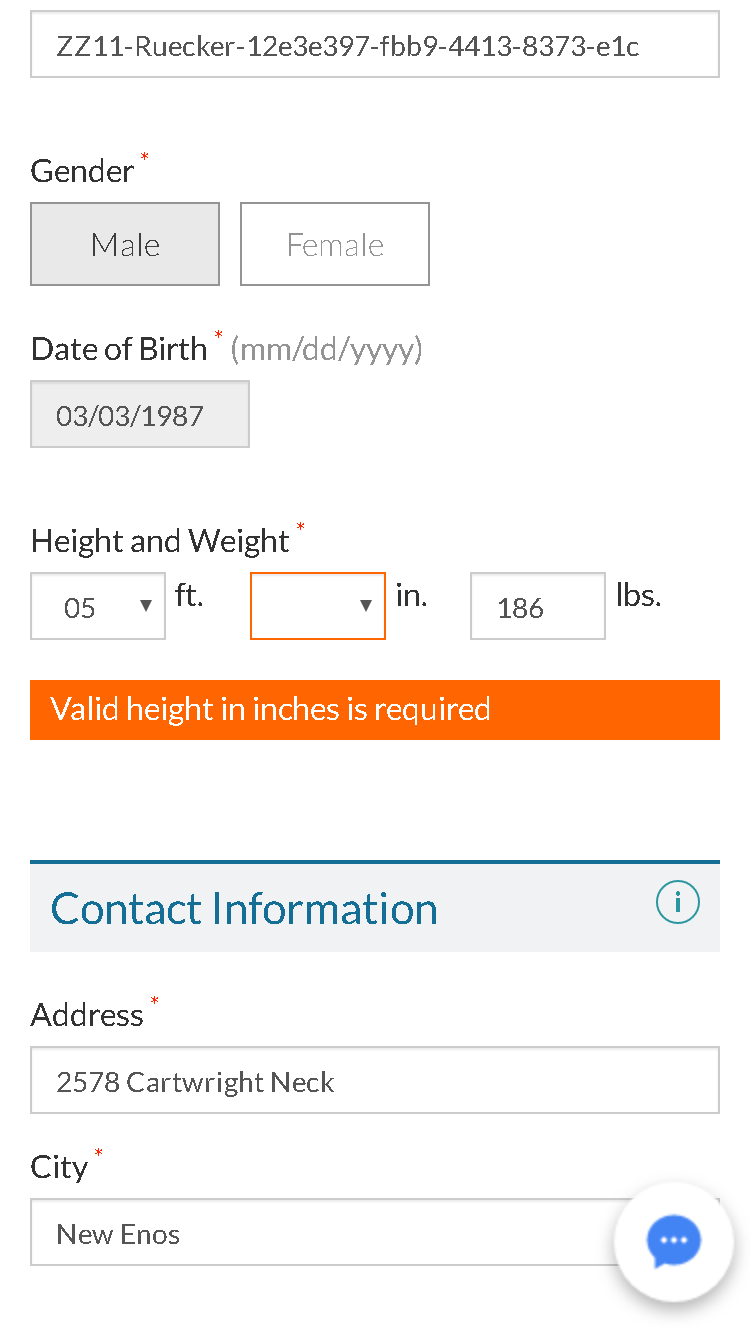 ZZ11-Ruecker-12e3e397-fbb9-4413-8373-e1c
Gender *
Male Female
Date of Birth * (mm/dd/yyyy)
03/03/1987
Height and Weight *
05 ▼ ft. ▼ in. 186 lbs.
Valid height in inches is required
Contact Information i
Address *
2578 Cartwright Neck
City *
New Enos